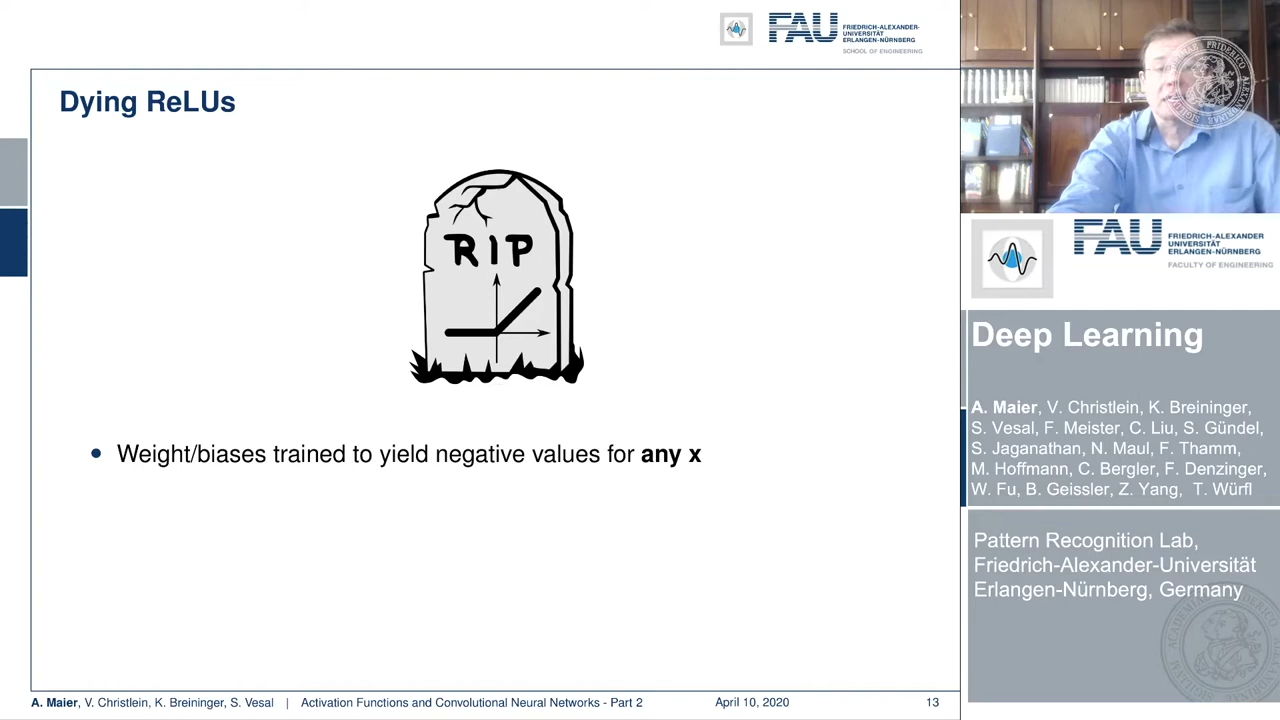 FAU
FRIEDRICH-ALEXANDER-
UNIVERSITÄT
ERLANGEN-NÜRNBERG
SCHOOL OF ENGINEERING
Dying ReLUs
RIP
• Weight/biases trained to yield negative values for any x
A. Maier, V. Christlein, K. Breininger, S. Vesal | Activation Functions and Convolutional Neural Networks - Part 2 April 10, 2020 13
FAU
FRIEDRICH-ALEXANDER
UNIVERSITÄT
ERLANGEN-NÜRNBERG
FACULTY OF ENGINEERING
Deep Learning
A. Maier, V. Christlein, K. Breininger,
S. Vesal, F. Meister, C. Liu, S. Gündel,
S. Jaganathan, N. Maul, F. Thamm,
M. Hoffmann, C. Bergler, F. Denzinger,
W. Fu, B. Geissler, Z. Yang, T. Würfl
Pattern Recognition Lab,
Friedrich-Alexander-Universität
Erlangen-Nürnberg, Germany